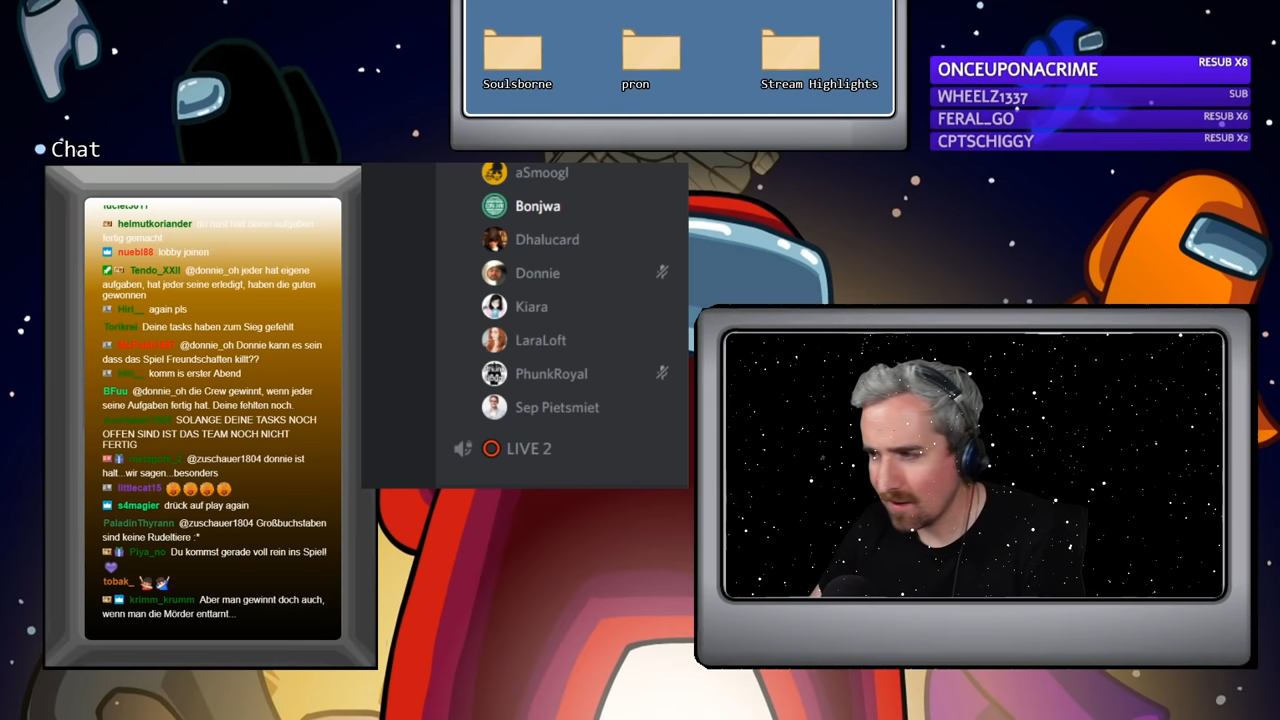 Soulsborne
pron
Stream Highlights
ONCEUPONACRIME RESUB X8
WHEELZ1337 SUB
FERAL_GO RESUB X6
CPTSCHIGGY RESUB X2
Chat
helmutkoriander du hast fast deine aufgaben
fertig gemacht
nuebl88 lobby joinen
Tendo_XXII @donnie_oh jeder hat eigene
aufgaben, hat jeder seine erledigt, haben die guten
gewonnen
again pls
Torikrei Deine tasks haben zum Sieg gefehlt
@donnie_oh Donnie kann es sein
dass das Spiel Freundschaften killt??
komm is erster Abend
BFuu @donnie_oh die Crew gewinnt, wenn jeder
seine Aufgaben fertig hat. Deine fehlten noch.
SOLANGE DEINE TASKS NOCH
OFFEN SIND IST DAS TEAM NOCH NICHT
FERTIG
@zuschauer1804 donnie ist
halt...wir sagen...besonders
littlecat15
s4magier drück auf play again
PaladinThyrann @zuschauer1804 Großbuchstaben
sind keine Rudeltiere :*
Piya_no Du kommst gerade voll rein ins Spiel!
tobak_
krimm_krumm Aber man gewinnt doch auch,
wenn man die Mörder enttarnt...
aSmoogl
Bonjwa
Dhalucard
Donnie
Kiara
LaraLoft
PhunkRoyal
Sep Pietsmiet
LIVE 2